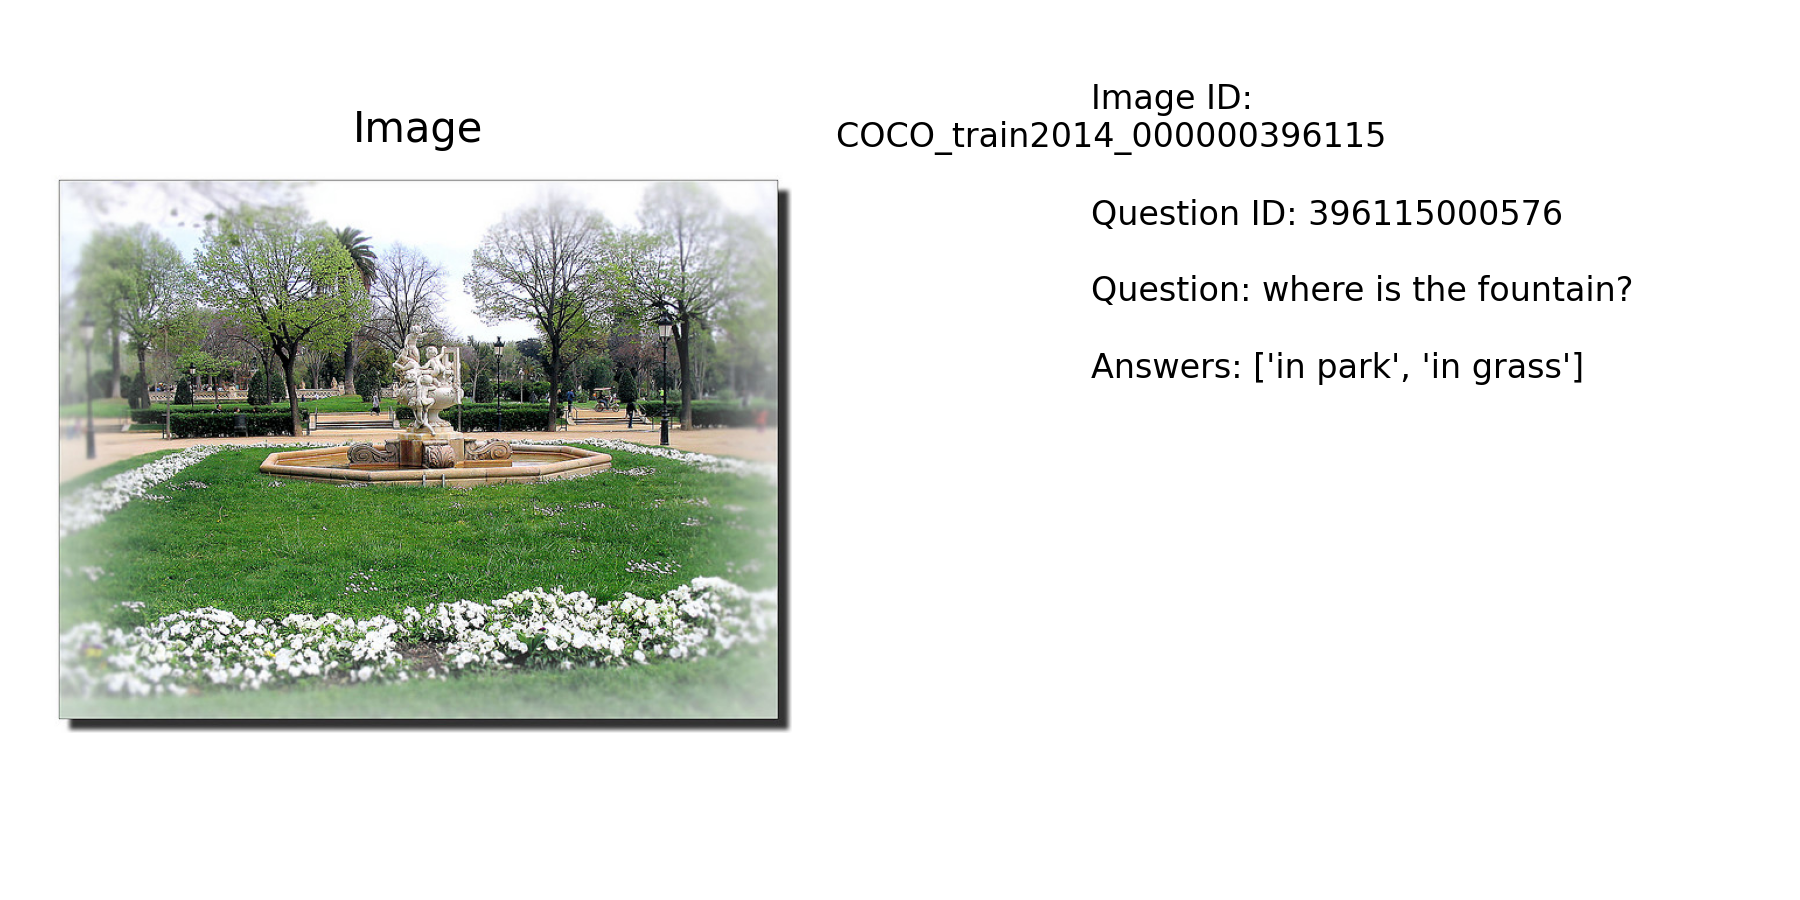 Image
Image ID:
COCO_train2014_000000396115
Question ID: 396115000576
Question: where is the fountain?
Answers: ['in park', 'in grass']